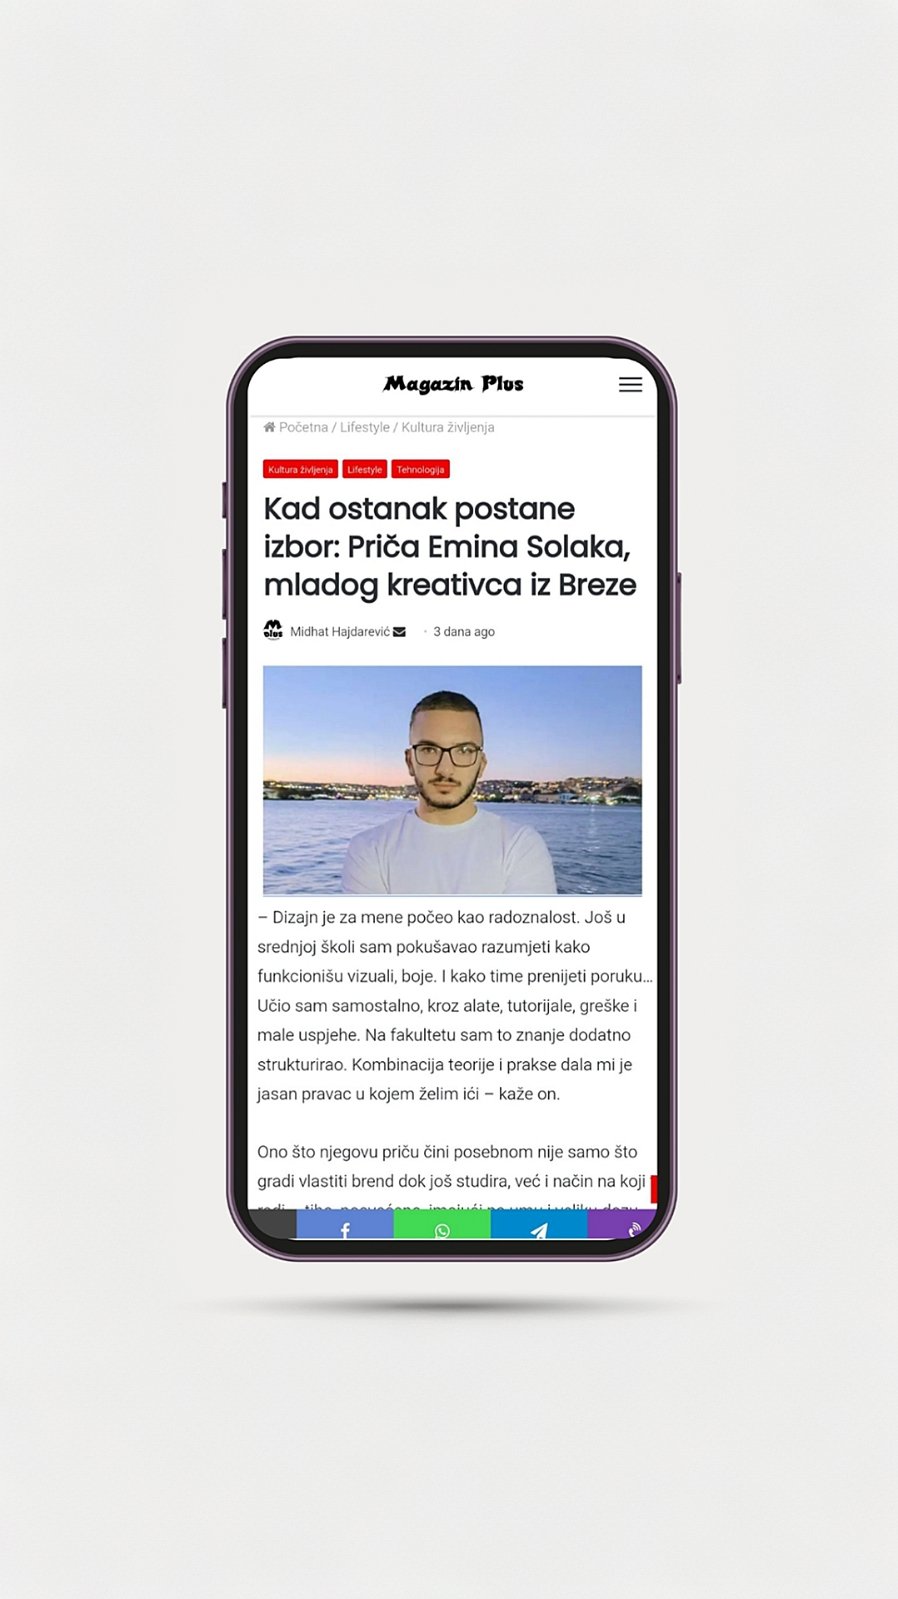 Magazin Plus
Početna / Lifestyle / Kultura življenja
Kultura življenja Lifestyle Tehnologija
Kad ostanak postane
izbor: Priča Emina Solaka,
mladog kreativca iz Breze
M plus Midhat Hajdarević · 3 dana ago
– Dizajn je za mene počeo kao radoznalost. Još u
srednjoj školi sam pokušavao razumjeti kako
funkcionišu vizuali, boje. I kako time prenijeti poruku…
Učio sam samostalno, kroz alate, tutorijale, greške i
male uspjehe. Na fakultetu sam to znanje dodatno
strukturirao. Kombinacija teorije i prakse dala mi je
jasan pravac u kojem želim ići – kaže on.
Ono što njegovu priču čini posebnom nije samo što
gradi vlastiti brend dok još studira, već i način na koji